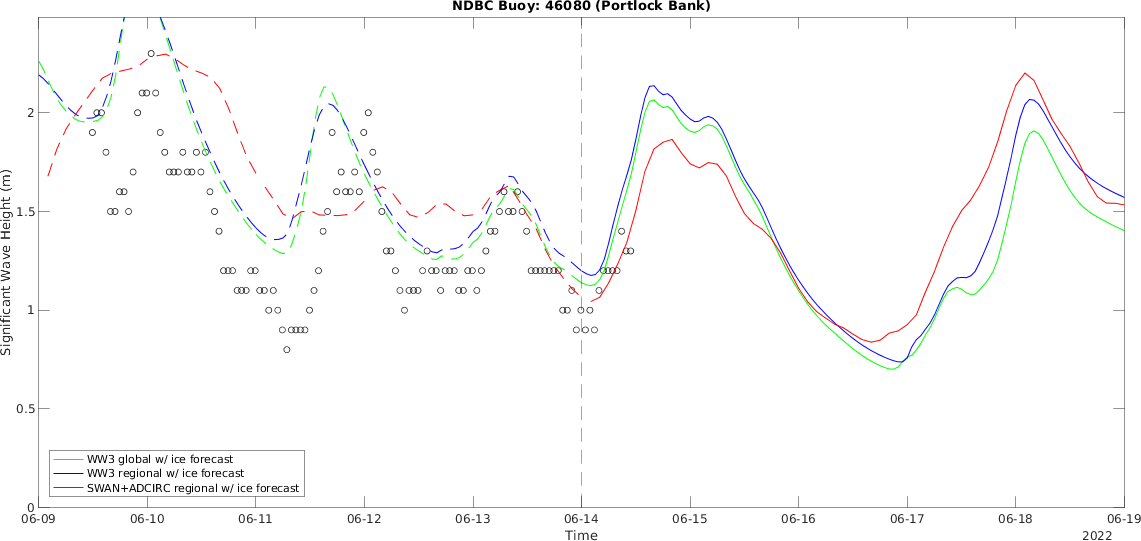 NDBC Buoy: 46080 (Portlock Bank)
Significant Wave Height (m)
2
1.5
1
0.5
0
WW3 global w/ ice forecast
WW3 regional w/ ice forecast
SWAN+ADCIRC regional w/ ice forecast
06-09 06-10 06-11 06-12 06-13 06-14 06-15 06-16 06-17 06-18 06-19
Time
2022